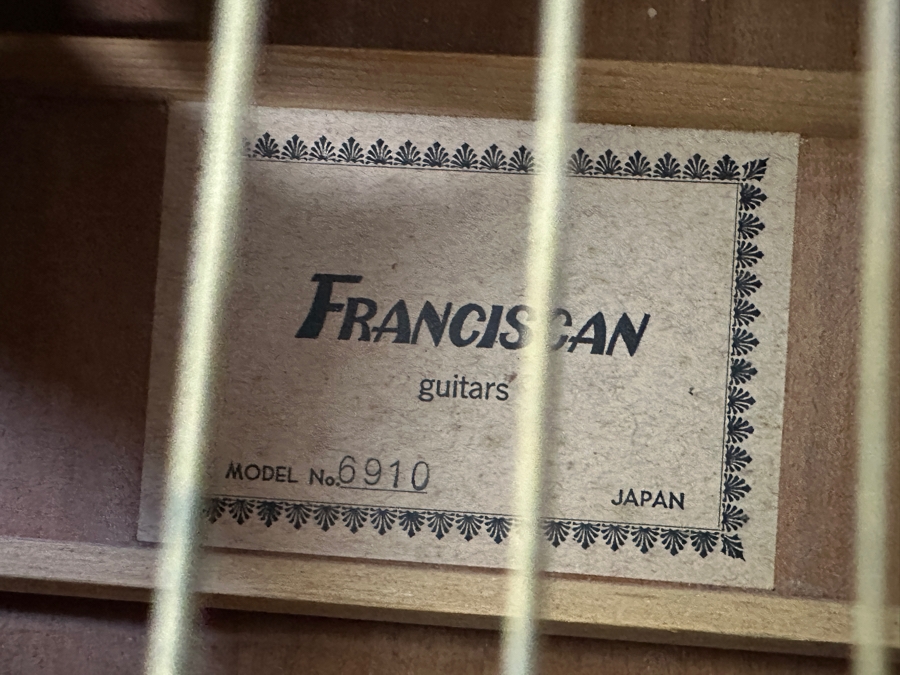 FRANCISCAN
guitars
MODEL No. 6910
JAPAN